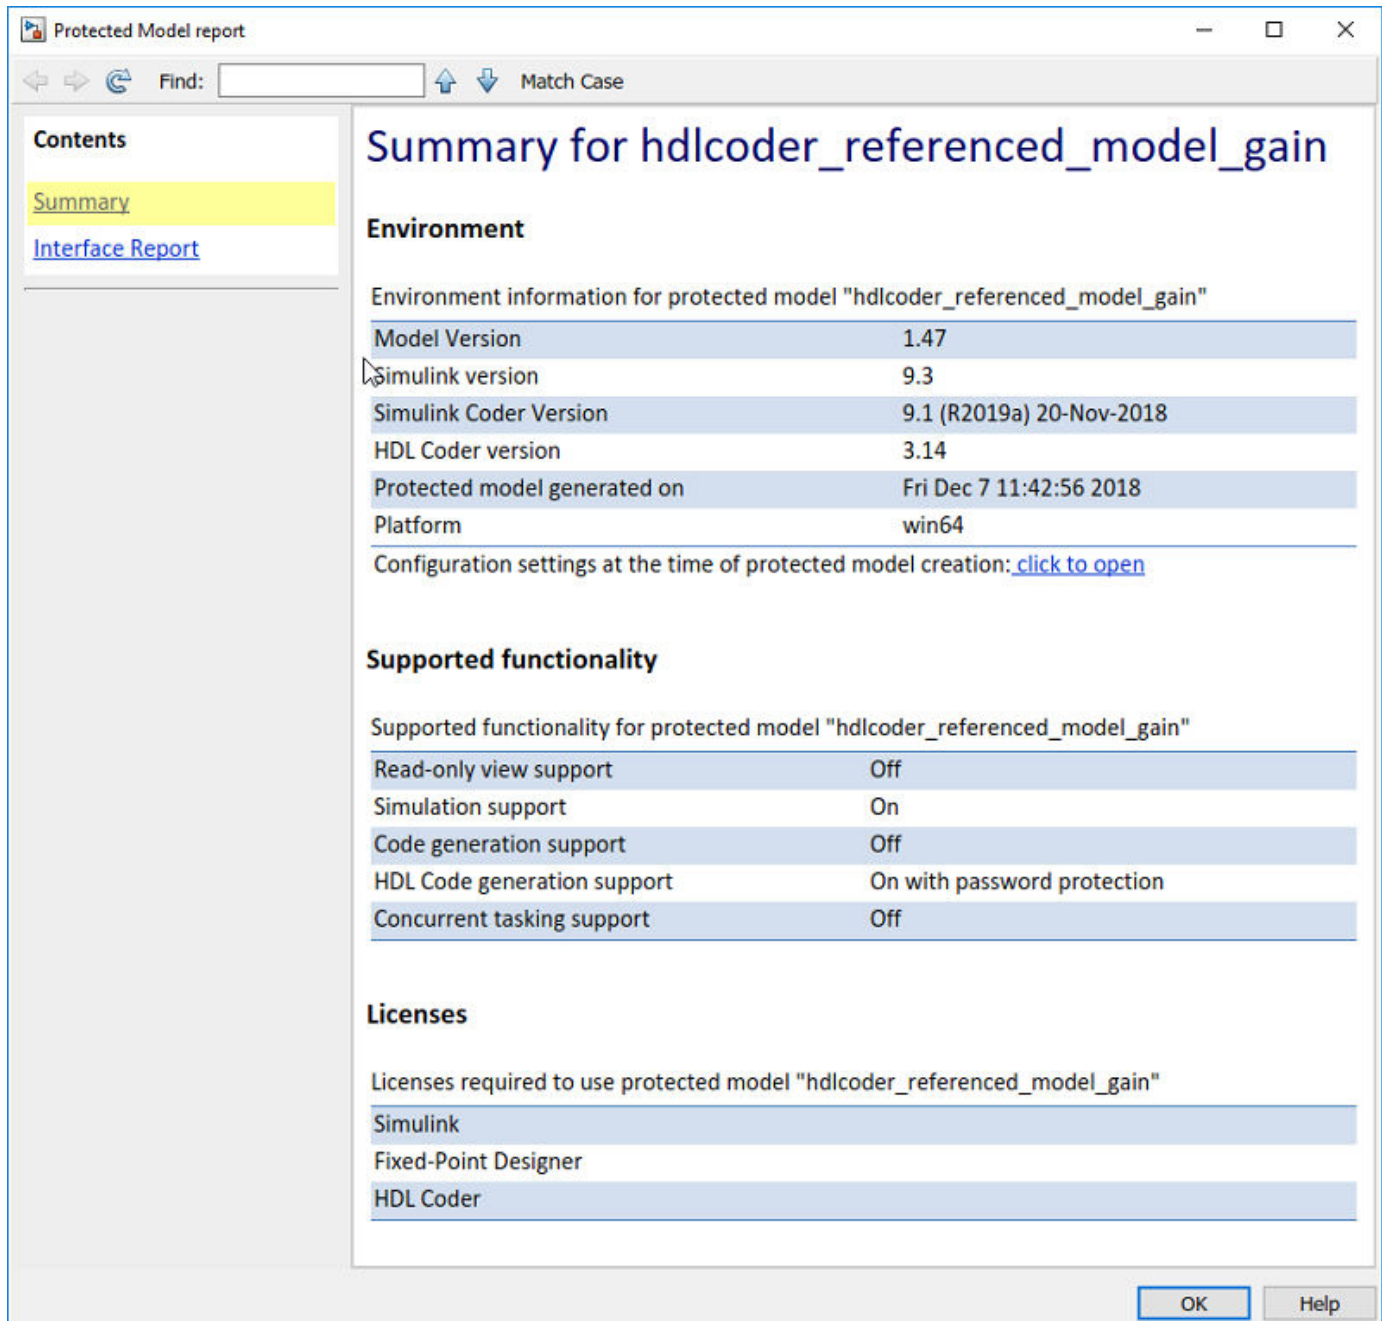 Protected Model report
Find: Match Case
Contents
Summary
Interface Report
Summary for hdlcoder_referenced_model_gain
Environment
Environment information for protected model "hdlcoder_referenced_model_gain"
Model Version 1.47
Simulink version 9.3
Simulink Coder Version 9.1 (R2019a) 20-Nov-2018
HDL Coder version 3.14
Protected model generated on Fri Dec 7 11:42:56 2018
Platform win64
Configuration settings at the time of protected model creation: click to open
Supported functionality
Supported functionality for protected model "hdlcoder_referenced_model_gain"
Read-only view support Off
Simulation support On
Code generation support Off
HDL Code generation support On with password protection
Concurrent tasking support Off
Licenses
Licenses required to use protected model "hdlcoder_referenced_model_gain"
Simulink
Fixed-Point Designer
HDL Coder
OK Help